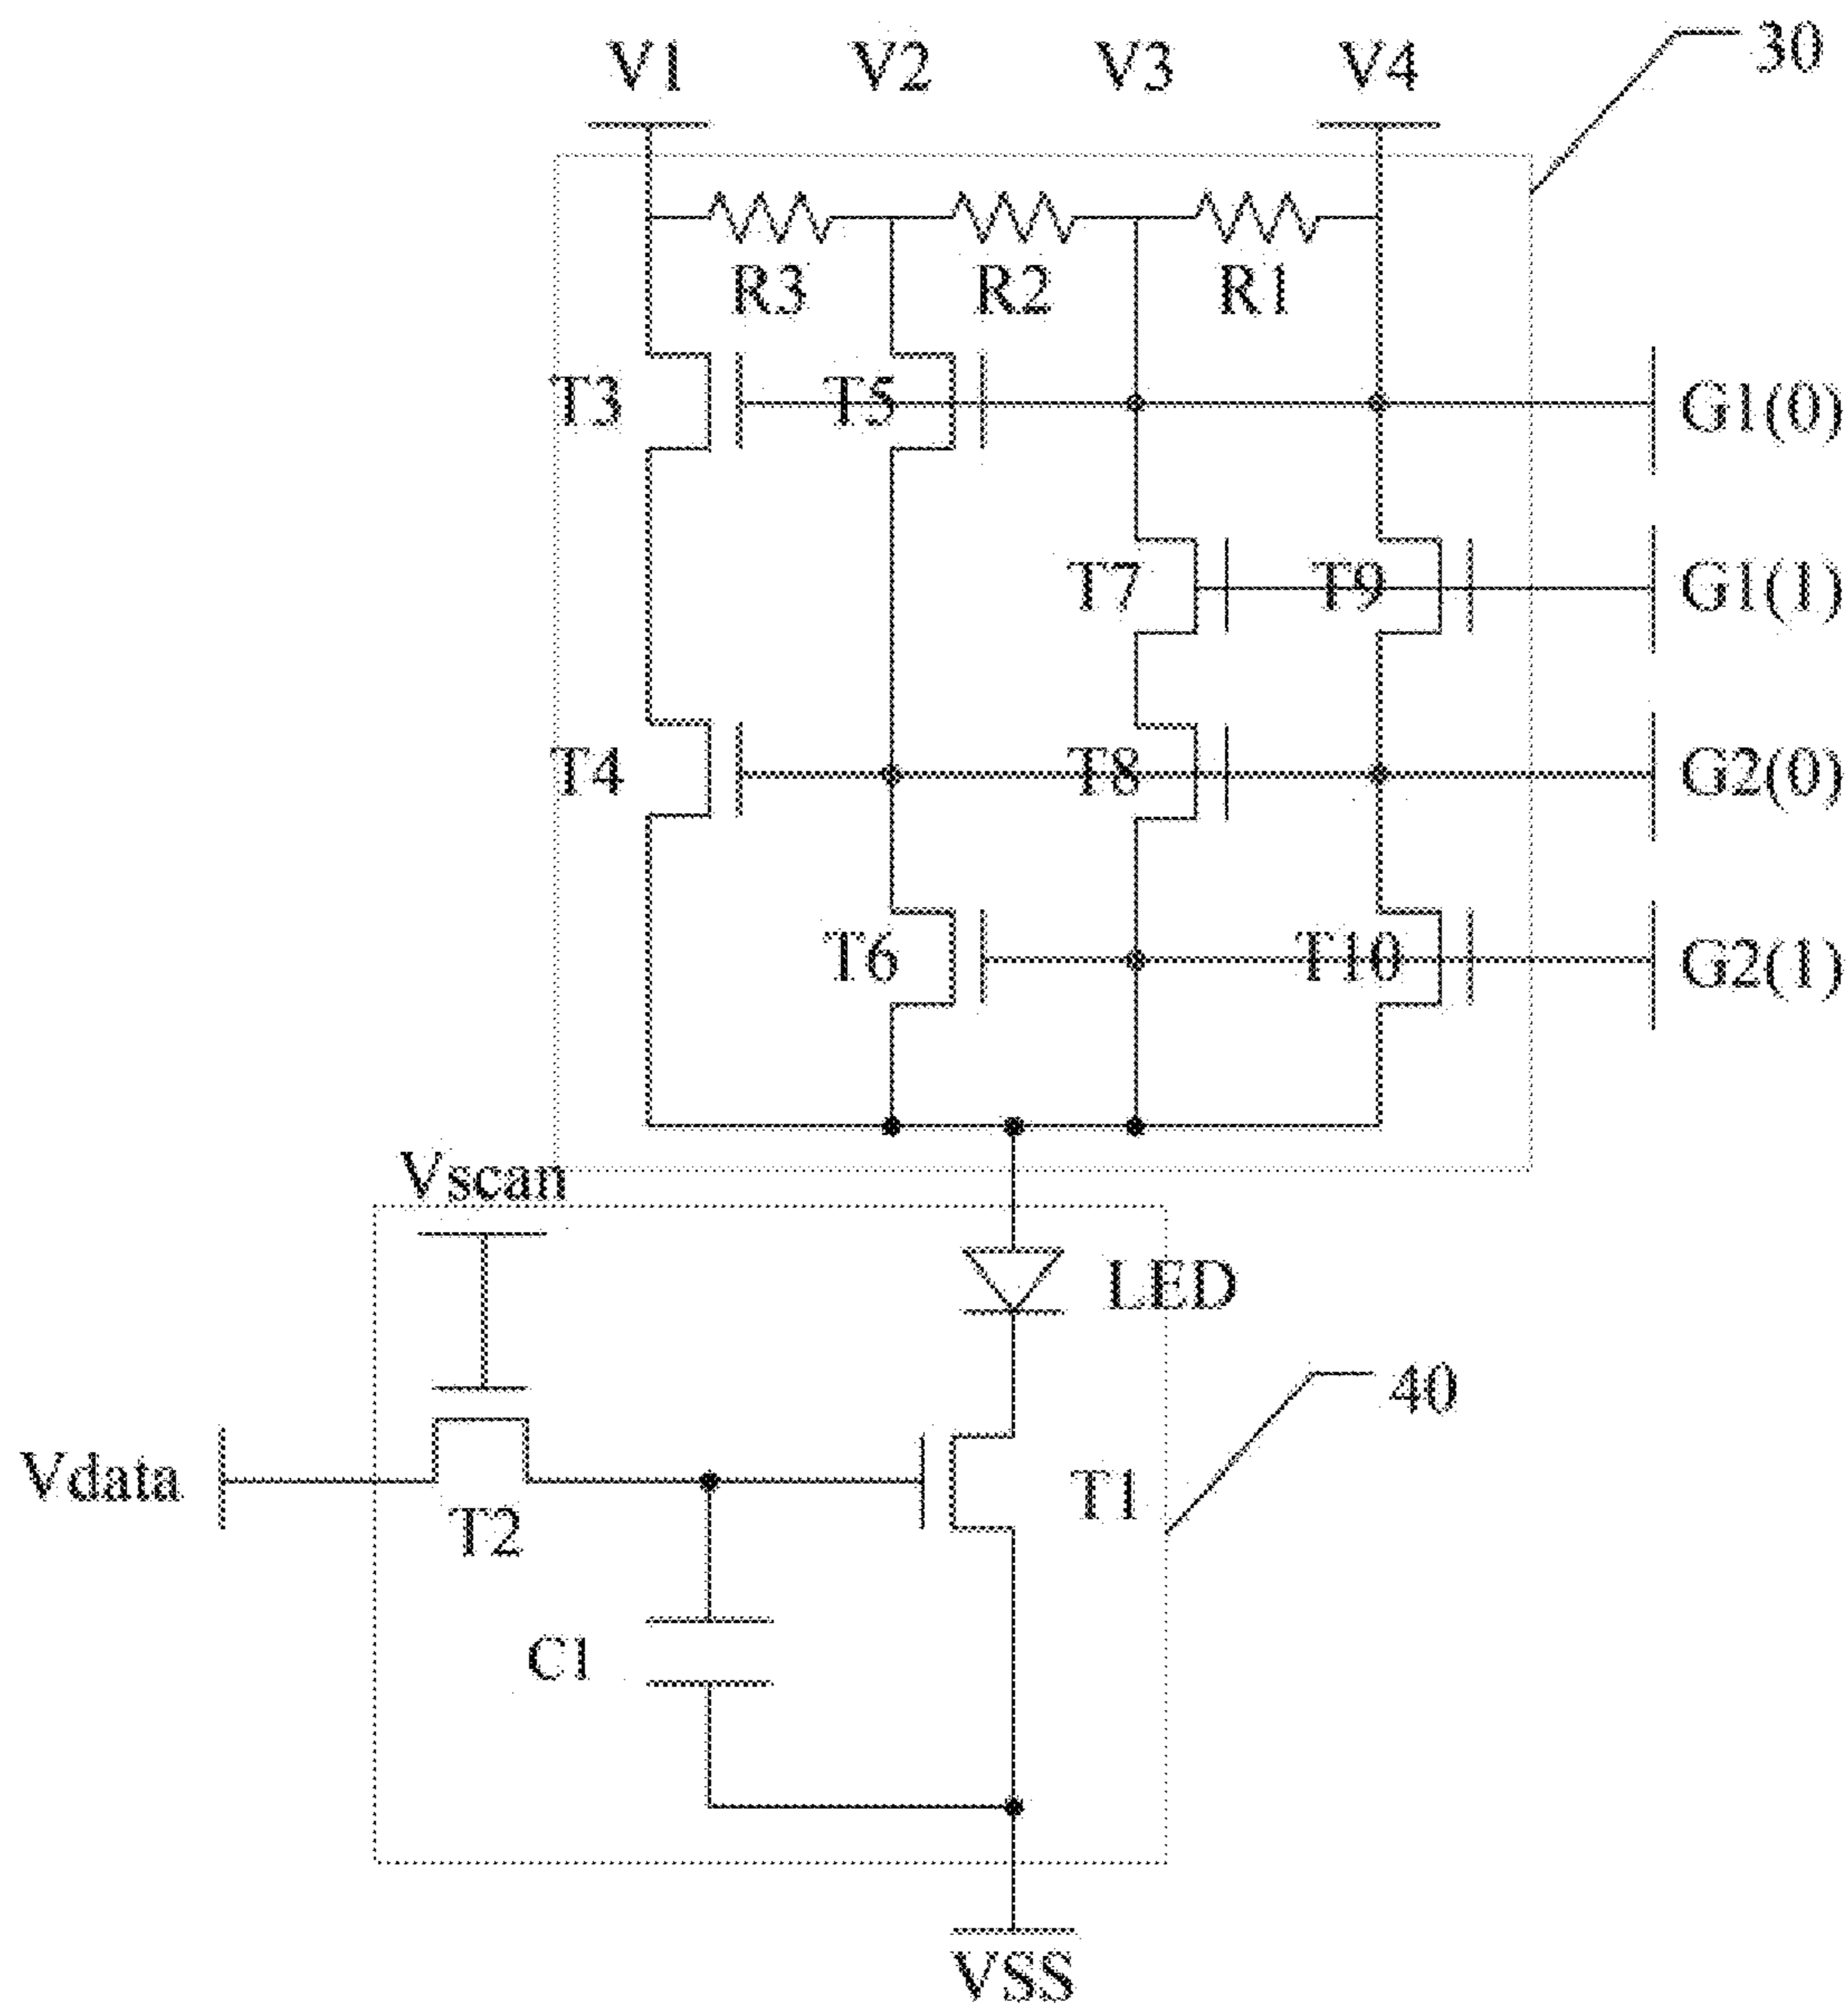 V1 V2 V3 V4 30
R3 R2 R1
T3 T5 G1(0)
T7 T9 G1(1)
T4 T8 G2(0)
T6 T10 G2(1)
Vscan
LED
40
Vdata T2 T1
C1
VSS